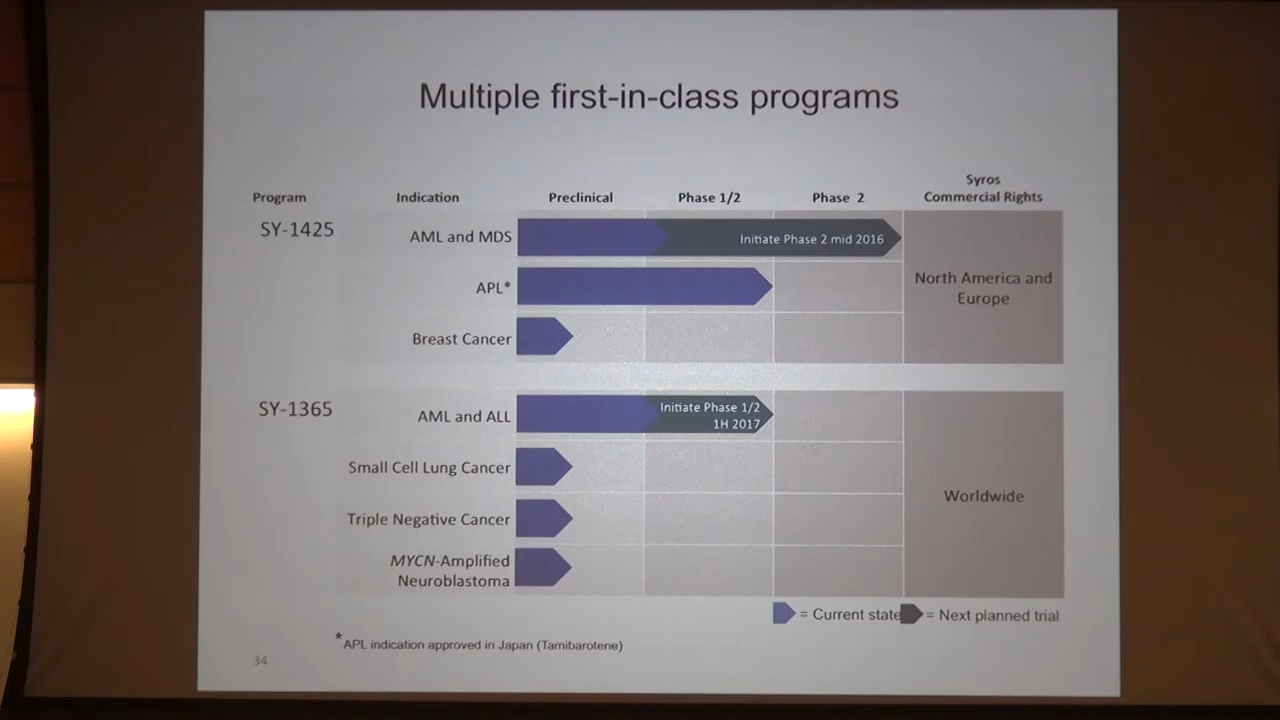 Multiple first-in-class programs
Program
Indication
Preclinical
Phase 1/2
Phase 2
Syros
Commercial Rights
SY-1425
AML and MDS
Initiate Phase 2 mid 2016
APL*
Breast Cancer
North America and
Europe
SY-1365
AML and ALL
Initiate Phase 1/2
1H 2017
Small Cell Lung Cancer
Triple Negative Cancer
MYCN-Amplified
Neuroblastoma
Worldwide
= Current state
= Next planned trial
*APL indication approved in Japan (Tamibarotene)
34